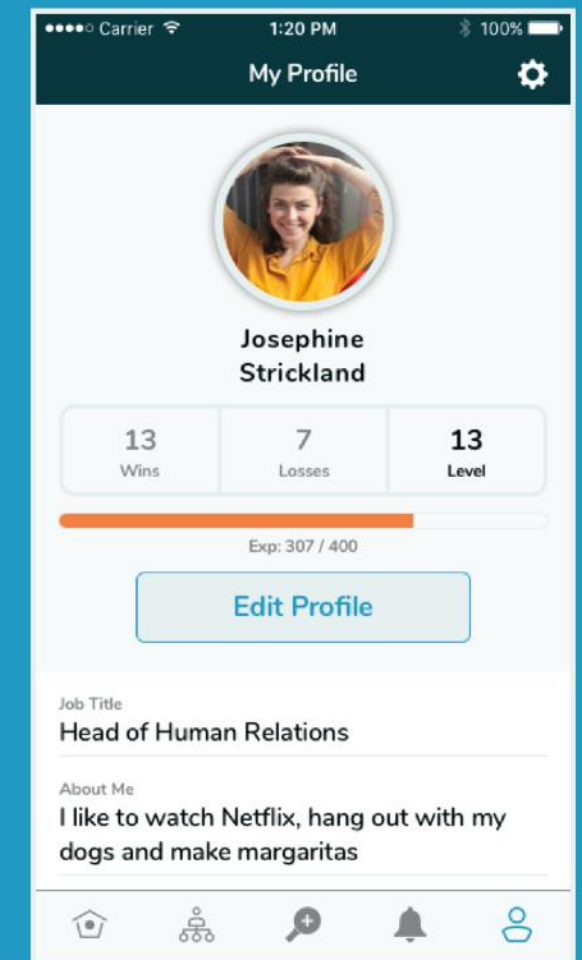 Carrier 1:20 PM 100%
My Profile
Josephine
Strickland
13 7 13
Wins Losses Level
Exp: 307 / 400
Edit Profile
Job Title
Head of Human Relations
About Me
I like to watch Netflix, hang out with my
dogs and make margaritas